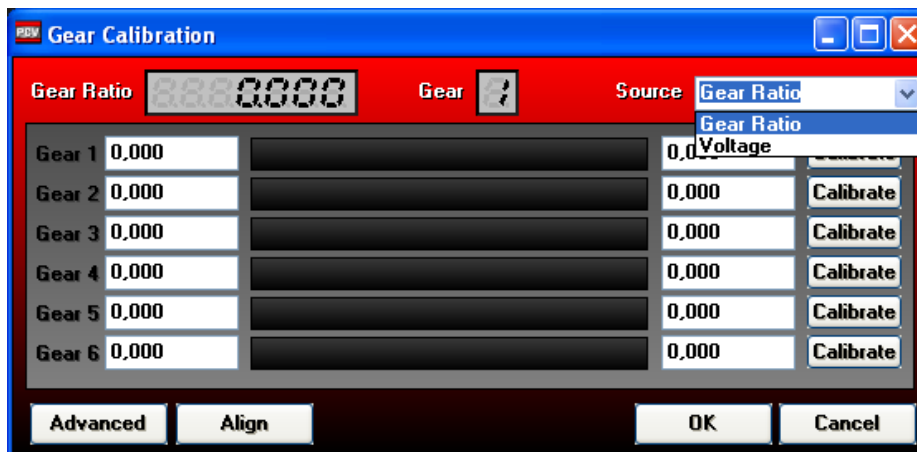 PCV Gear Calibration
Gear Ratio 0.000 Gear 1 Source Gear Ratio
Gear Ratio
Voltage
Gear 1 0,000
Gear 2 0,000 0,000 Calibrate
Gear 3 0,000 0,000 Calibrate
Gear 4 0,000 0,000 Calibrate
Gear 5 0,000 0,000 Calibrate
Gear 6 0,000 0,000 Calibrate
Advanced Align OK Cancel